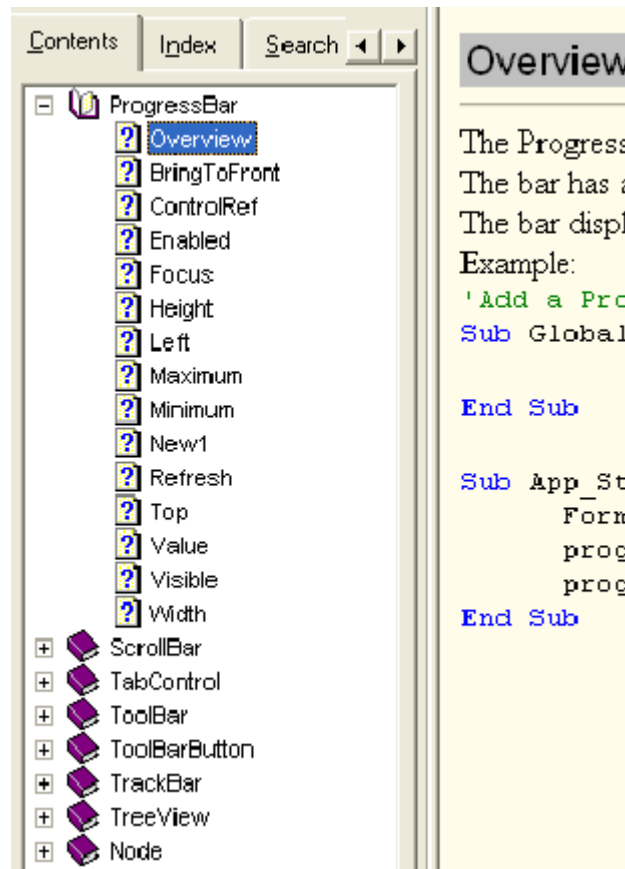 Contents Index Search
ProgressBar
Overview
BringToFront
ControlRef
Enabled
Focus
Height
Left
Maximum
Minimum
New1
Refresh
Top
Value
Visible
Width
ScrollBar
TabControl
ToolBar
ToolBarButton
TrackBar
TreeView
Node
Overview
The Progress
The bar has a
The bar displ
Example:
'Add a Pro
Sub Global
End Sub
Sub App_St
Form
prog
prog
End Sub